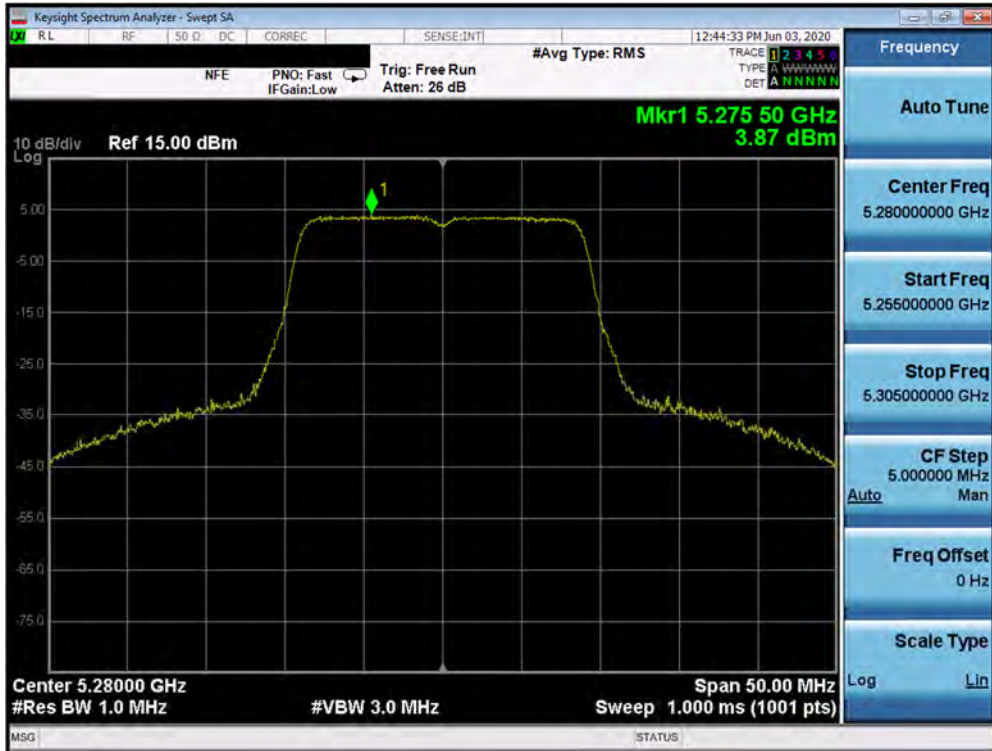 Keysight Spectrum Analyzer - Swept SA
LXI RL RF 50 Ω DC CORREC SENSE:INT 12:44:33 PM Jun 03, 2020
#Avg Type: RMS
TRACE 1 2 3 4 5 6
TYPE A WWWWW
DET A N N N N N
NFE
PNO: Fast
IFGain:Low
Trig: Free Run
Atten: 26 dB
Mkr1 5.275 50 GHz
3.87 dBm
10 dB/div
Log
Ref 15.00 dBm
1
5.00
-5.00
-15.0
-25.0
-35.0
-45.0
-55.0
-65.0
-75.0
Center 5.28000 GHz
Span 50.00 MHz
#Res BW 1.0 MHz
#VBW 3.0 MHz
Sweep 1.000 ms (1001 pts)
MSG
STATUS
Frequency
Auto Tune
Center Freq
5.280000000 GHz
Start Freq
5.255000000 GHz
Stop Freq
5.305000000 GHz
CF Step
5.000000 MHz
Auto Man
Freq Offset
0 Hz
Scale Type
Log Lin